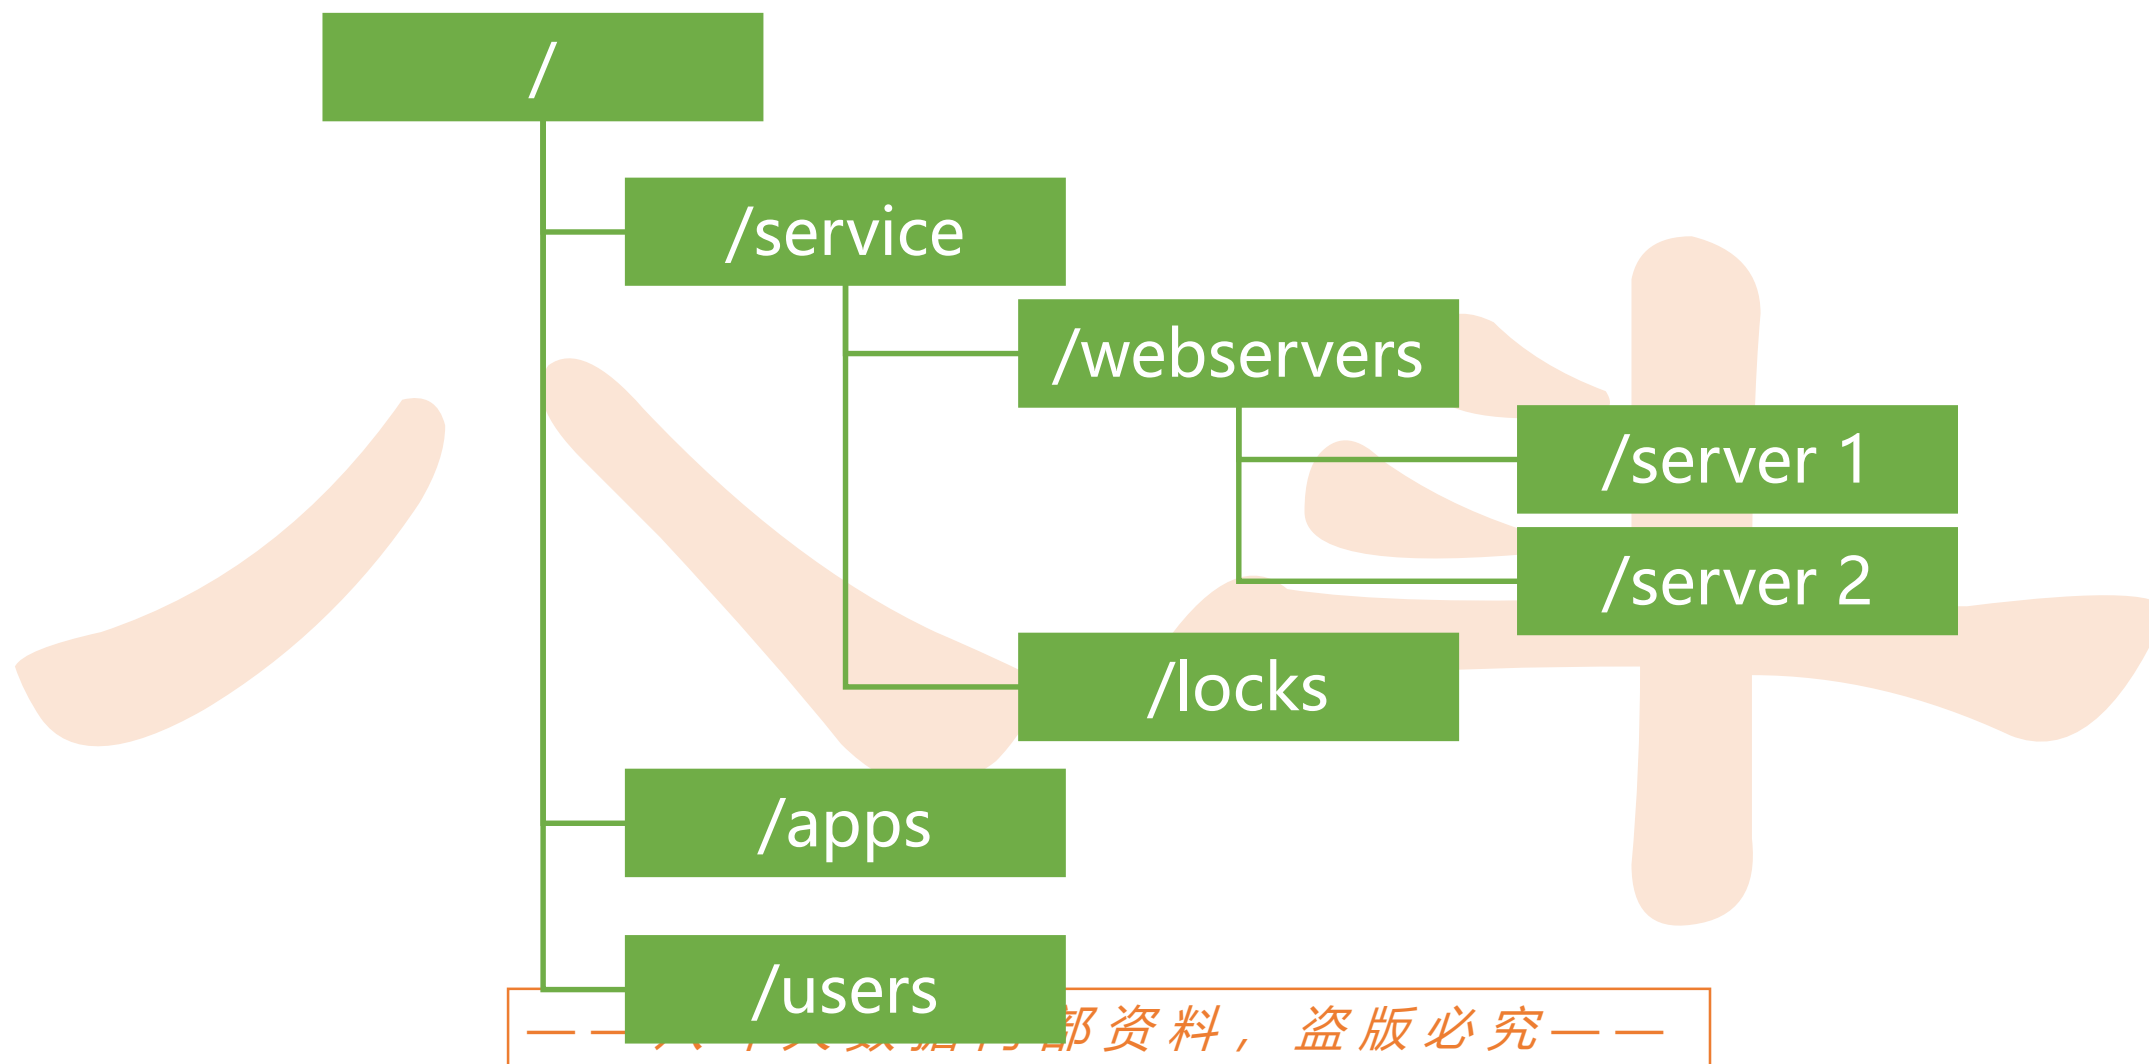 /
/service
/webservers
/server 1
/server 2
/locks
/apps
/users
部资料，盗版必究——